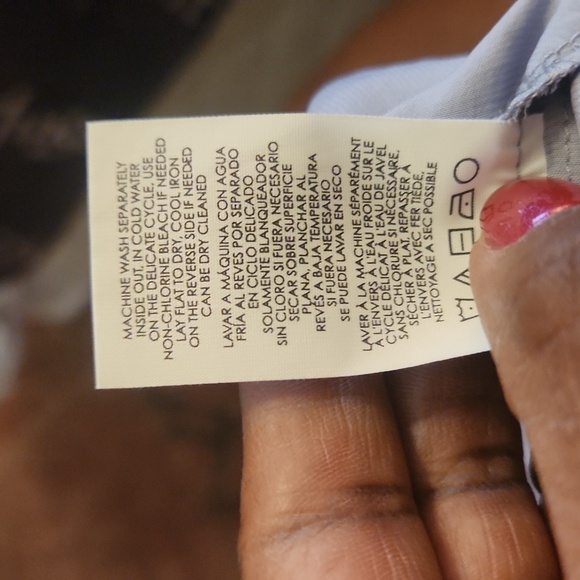 MACHINE WASH SEPARATELY
INSIDE OUT, IN COLD WATER
ON THE DELICATE CYCLE, USE
NON-CHLORINE BLEACH IF NEEDED
LAY FLAT TO DRY, COOL IRON
ON THE REVERSE SIDE IF NEEDED
CAN BE DRY CLEANED
LAVAR A MÁQUINA CON AGUA
FRÍA AL REVES POR SEPARADO
EN CICLO DELICADO
SOLAMENTE BLANQUEADOR
SIN CLORO SI FUERA NECESARIO
SECAR SOBRE SUPERFICIE
PLANA, PLANCHAR AL
REVÉS A BAJA TEMPERATURA
SI FUERA NECESARIO
SE PUEDE LAVAR EN SECO
LAVER À LA MACHINE SÉPARÉMENT
À L'ENVERS À L'EAU FROIDE SUR LE
CYCLE DÉLICAT À L'EAU DE JAVEL
SANS CHLORURE SI NÉCESSAIRE,
SÉCHER À PLAT, REPASSER À
L'ENVERS AVEC FER TIÈDE,
NETTOYAGE A SEC POSSIBLE